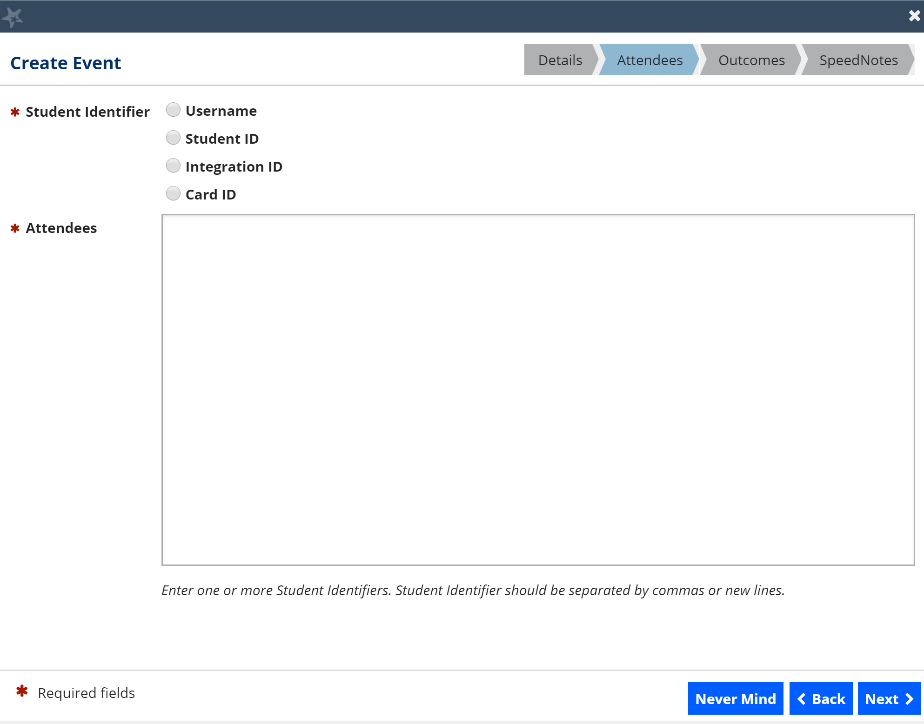 Create Event
Details
Attendees
Outcomes
SpeedNotes
* Student Identifier
Username
Student ID
Integration ID
Card ID
* Attendees
Enter one or more Student Identifiers. Student Identifier should be separated by commas or new lines.
* Required fields
Never Mind
Back
Next